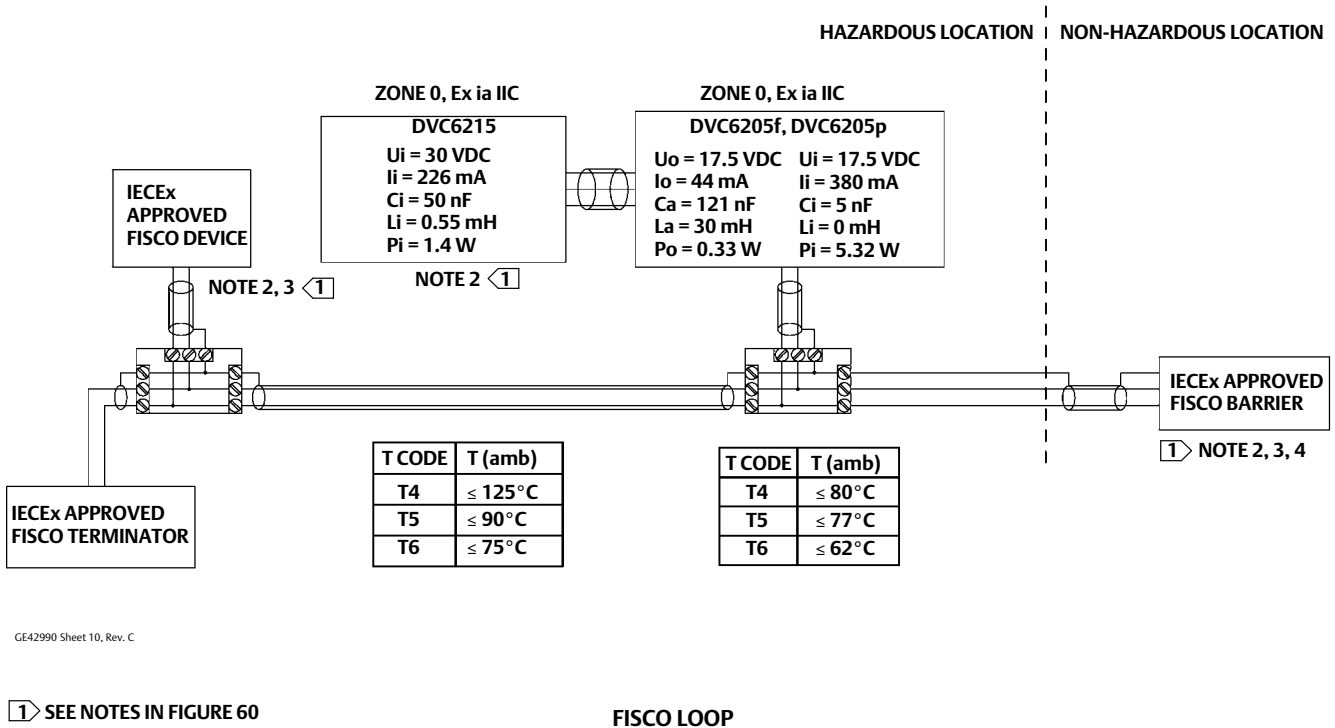 HAZARDOUS LOCATION
NON-HAZARDOUS LOCATION
ZONE 0, Ex ia IIC
DVC6215
Ui = 30 VDC
Ii = 226 mA
Ci = 50 nF
Li = 0.55 mH
Pi = 1.4 W
NOTE 2 1
ZONE 0, Ex ia IIC
DVC6205f, DVC6205p
Uo = 17.5 VDC Ui = 17.5 VDC
Io = 44 mA Ii = 380 mA
Ca = 121 nF Ci = 5 nF
La = 30 mH Li = 0 mH
Po = 0.33 W Pi = 5.32 W
IECEx
APPROVED
FISCO DEVICE
NOTE 2, 3 1
IECEx APPROVED
FISCO BARRIER
1 NOTE 2, 3, 4
IECEx APPROVED
FISCO TERMINATOR
T CODE T (amb)
T4 ≤ 125°C
T5 ≤ 90°C
T6 ≤ 75°C
T CODE T (amb)
T4 ≤ 80°C
T5 ≤ 77°C
T6 ≤ 62°C
GE42990 Sheet 10, Rev. C
1 SEE NOTES IN FIGURE 60
FISCO LOOP